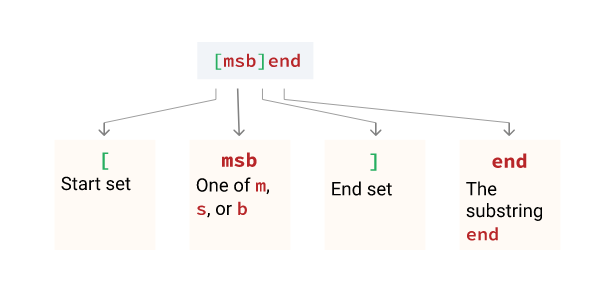 [msb]end
[
Start set
msb
One of m,
s, or b
]
End set
end
The
substring
end